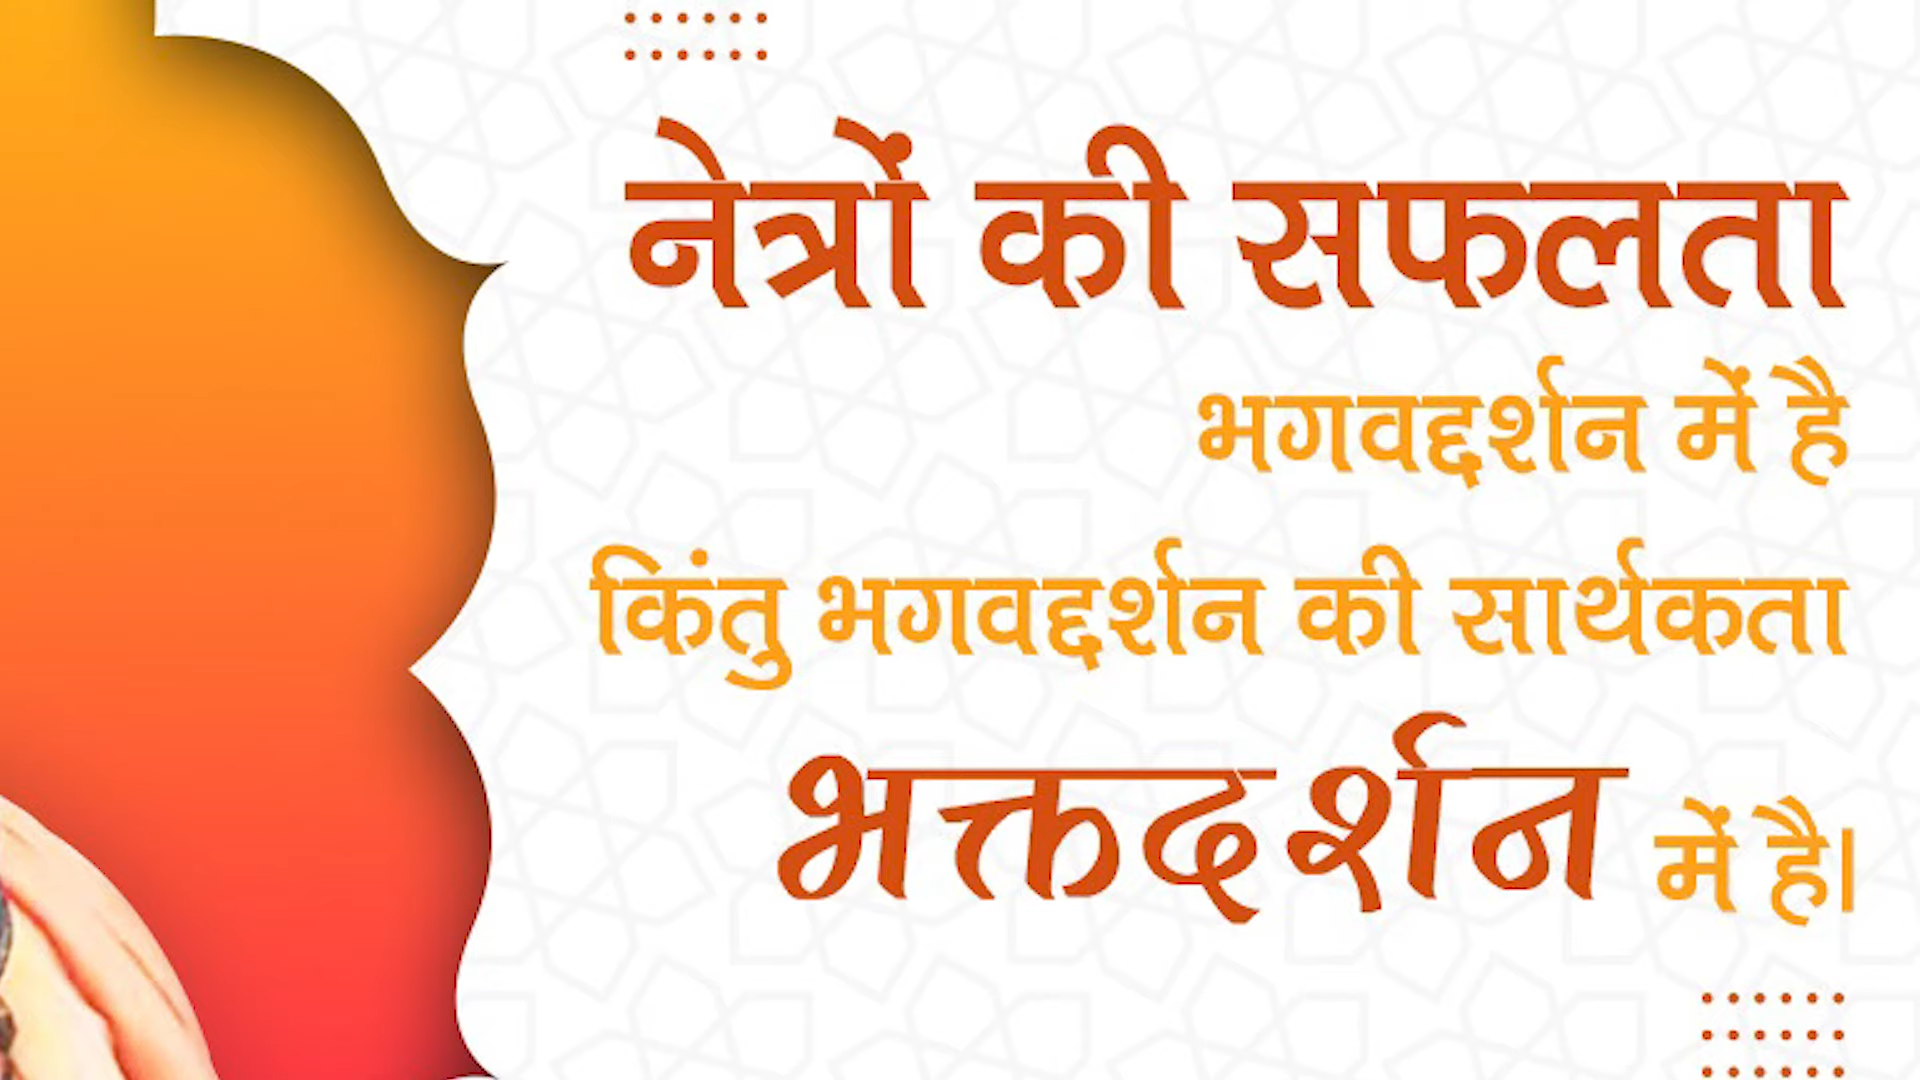 नेत्रों की सफलता
भगवद्दर्शन में है
किंतु भगवद्दर्शन की सार्थकता
भक्तदर्शन में है।